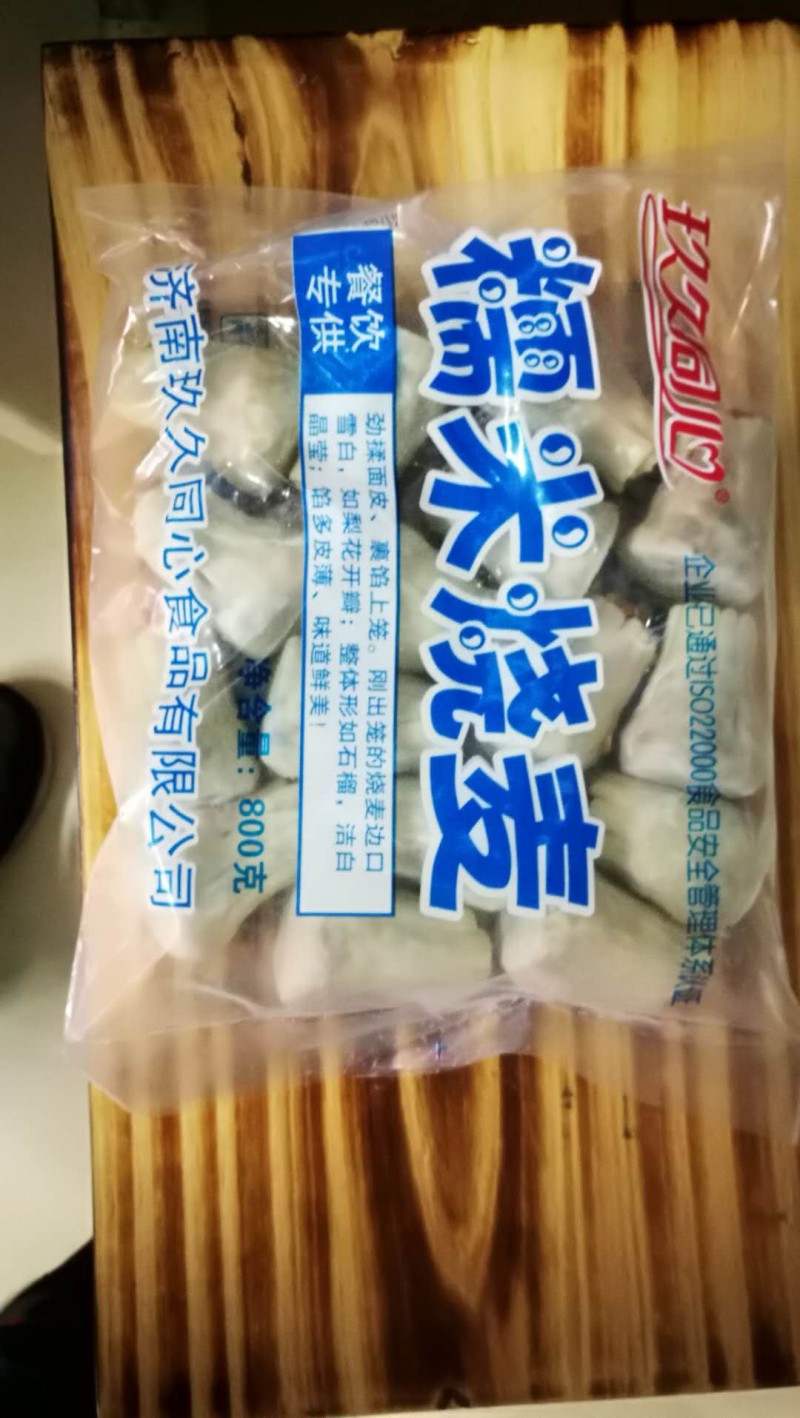 玖久同心®
企业已通过ISO22000食品安全管理体系认证
糯米烧麦
餐饮
专供
劲揉面皮、裹馅上笼。刚出笼的烧麦边口
雪白，如梨花开瓣；整体形如石榴，洁白
晶莹；馅多皮薄、味道鲜美！
净含量：800克
济南玖久同心食品有限公司